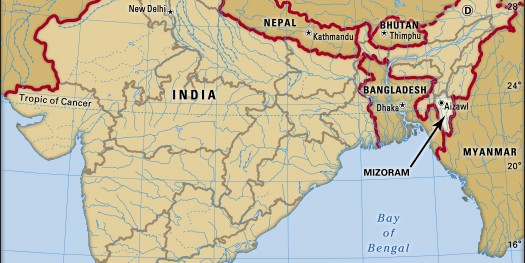 New Delhi
NEPAL
Kathmandu
BHUTAN
Thimphu
D
28°
Tropic of Cancer
INDIA
BANGLADESH
Dhaka
Aizawl
24°
MYANMAR
MIZORAM
20°
Bay
of
Bengal
16°